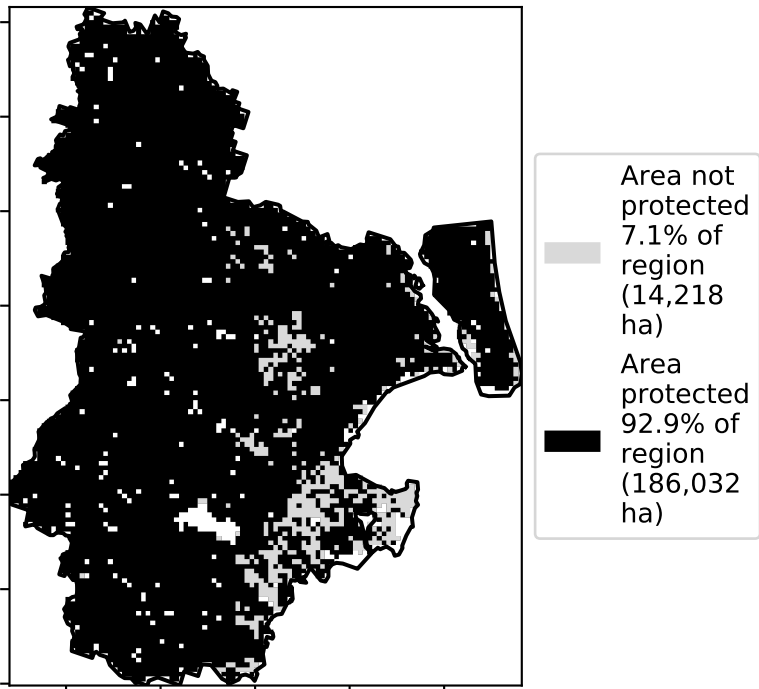 Area not
protected
7.1% of
region
(14,218
ha)
Area
protected
92.9% of
region
(186,032
ha)